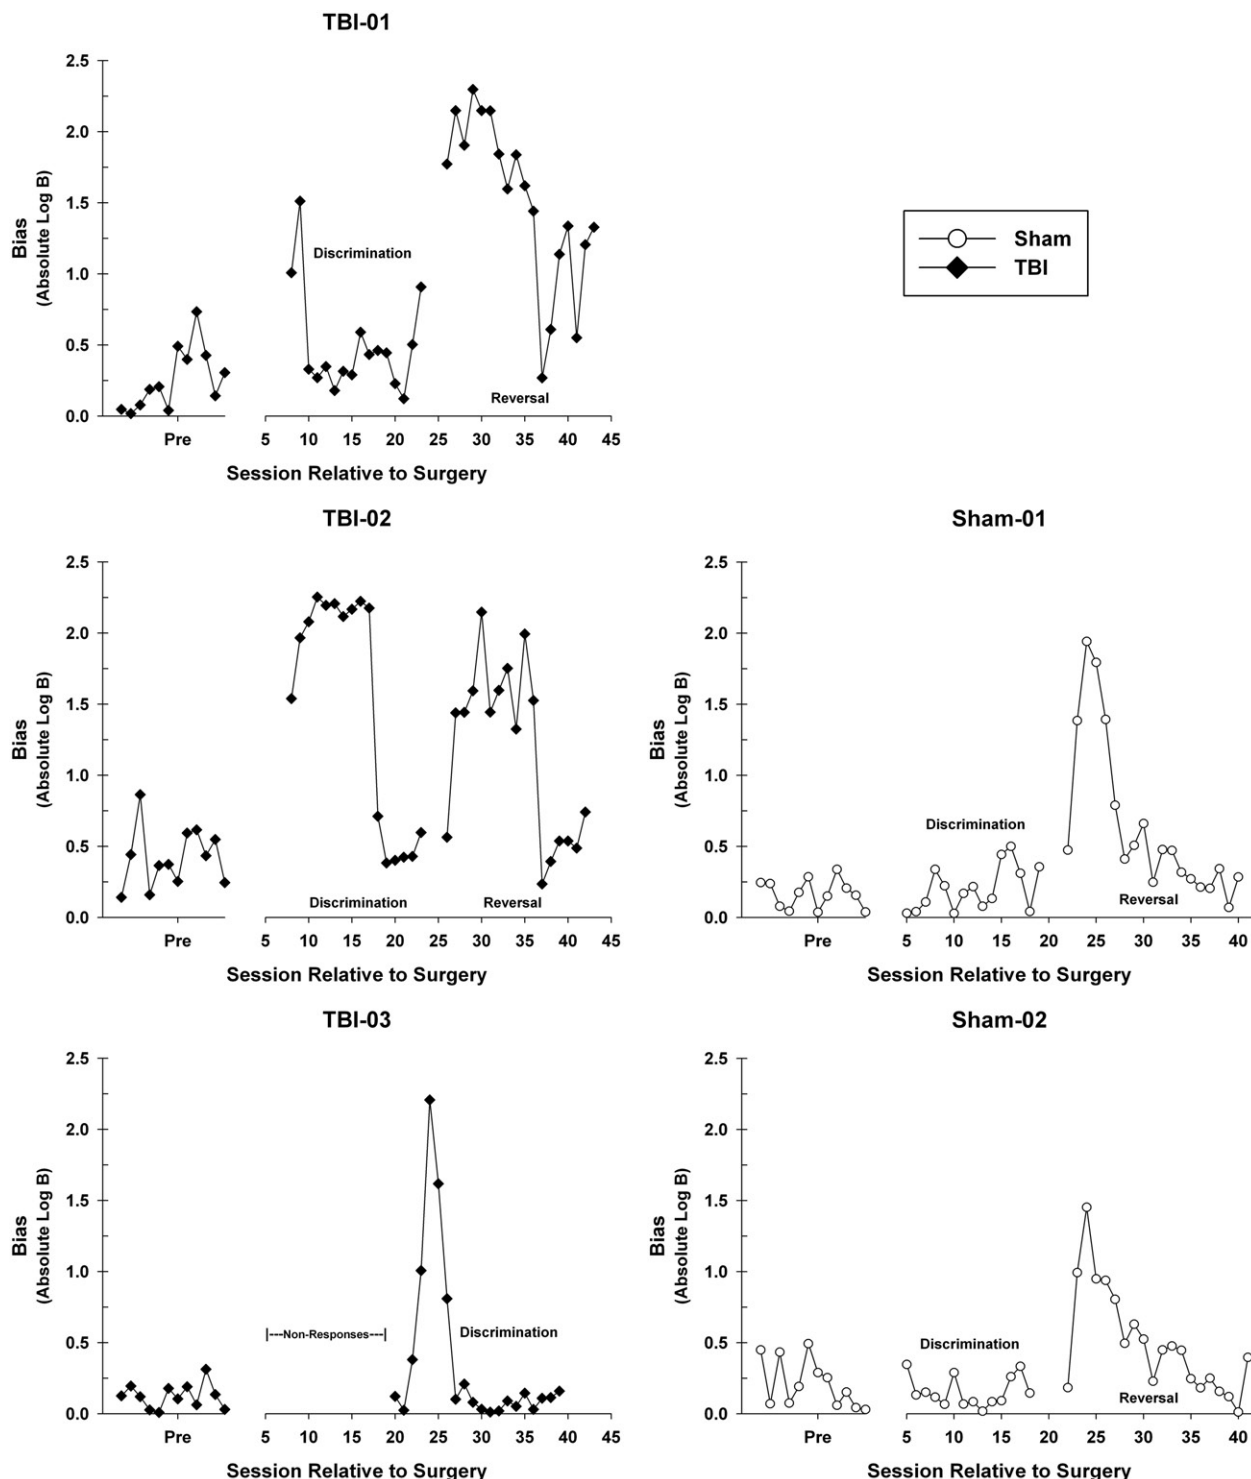 TBI-01
Bias
(Absolute Log B)
2.5
2.0
1.5
1.0
0.5
0.0
Discrimination
Reversal
Pre
5 10 15 20 25 30 35 40 45
Session Relative to Surgery
Sham
TBI
TBI-02
Bias
(Absolute Log B)
2.5
2.0
1.5
1.0
0.5
0.0
Discrimination
Reversal
Pre
5 10 15 20 25 30 35 40 45
Session Relative to Surgery
Sham-01
Bias
(Absolute Log B)
2.5
2.0
1.5
1.0
0.5
0.0
Discrimination
Reversal
Pre
5 10 15 20 25 30 35 40
Session Relative to Surgery
TBI-03
Bias
(Absolute Log B)
2.5
2.0
1.5
1.0
0.5
0.0
|---Non-Responses---|
Discrimination
Pre
5 10 15 20 25 30 35 40 45
Session Relative to Surgery
Sham-02
Bias
(Absolute Log B)
2.5
2.0
1.5
1.0
0.5
0.0
Discrimination
Reversal
Pre
5 10 15 20 25 30 35 40
Session Relative to Surgery